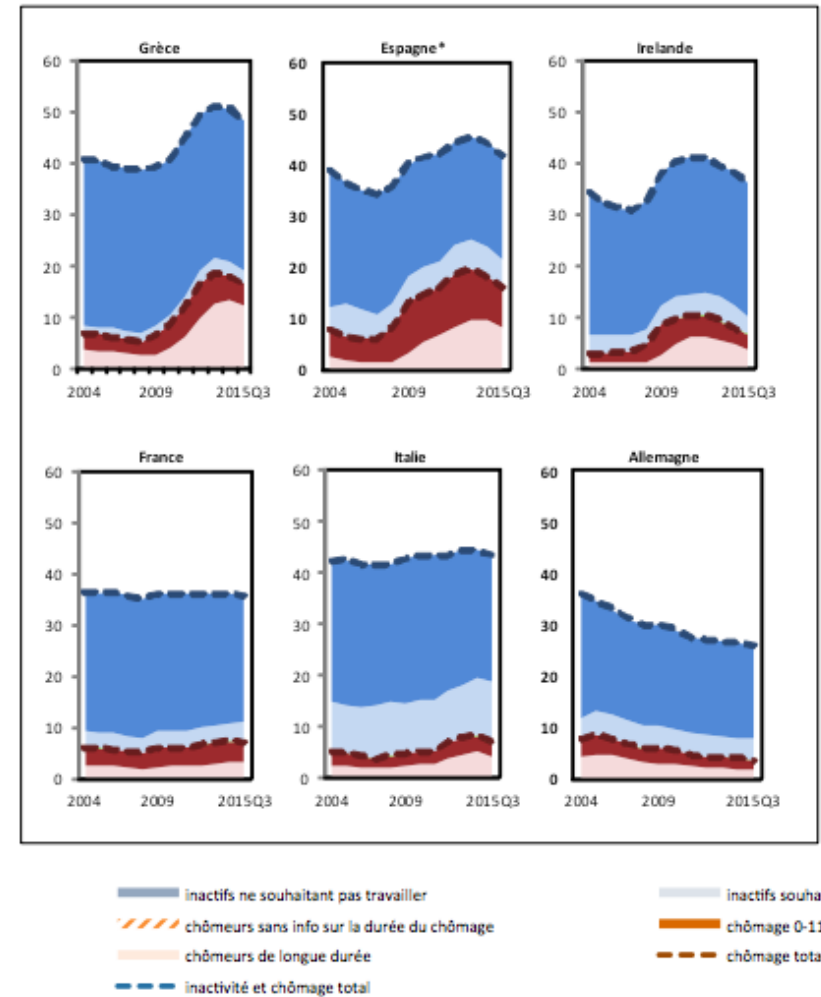 Grèce
Espagne*
Irelande
60
50
40
30
20
10
0
2004
2009
2015Q3
60
50
40
30
20
10
0
2004
2009
2015Q3
60
50
40
30
20
10
0
2004
2009
2015Q3
France
Italie
Allemagne
60
50
40
30
20
10
0
2004
2009
2015Q3
60
50
40
30
20
10
0
2004
2009
2015Q3
60
50
40
30
20
10
0
2004
2009
2015Q3
inactifs ne souhaitant pas travailler
inactifs souha
chômeurs sans info sur la durée du chômage
chômage 0-11
chômeurs de longue durée
chômage tota
inactivité et chômage total